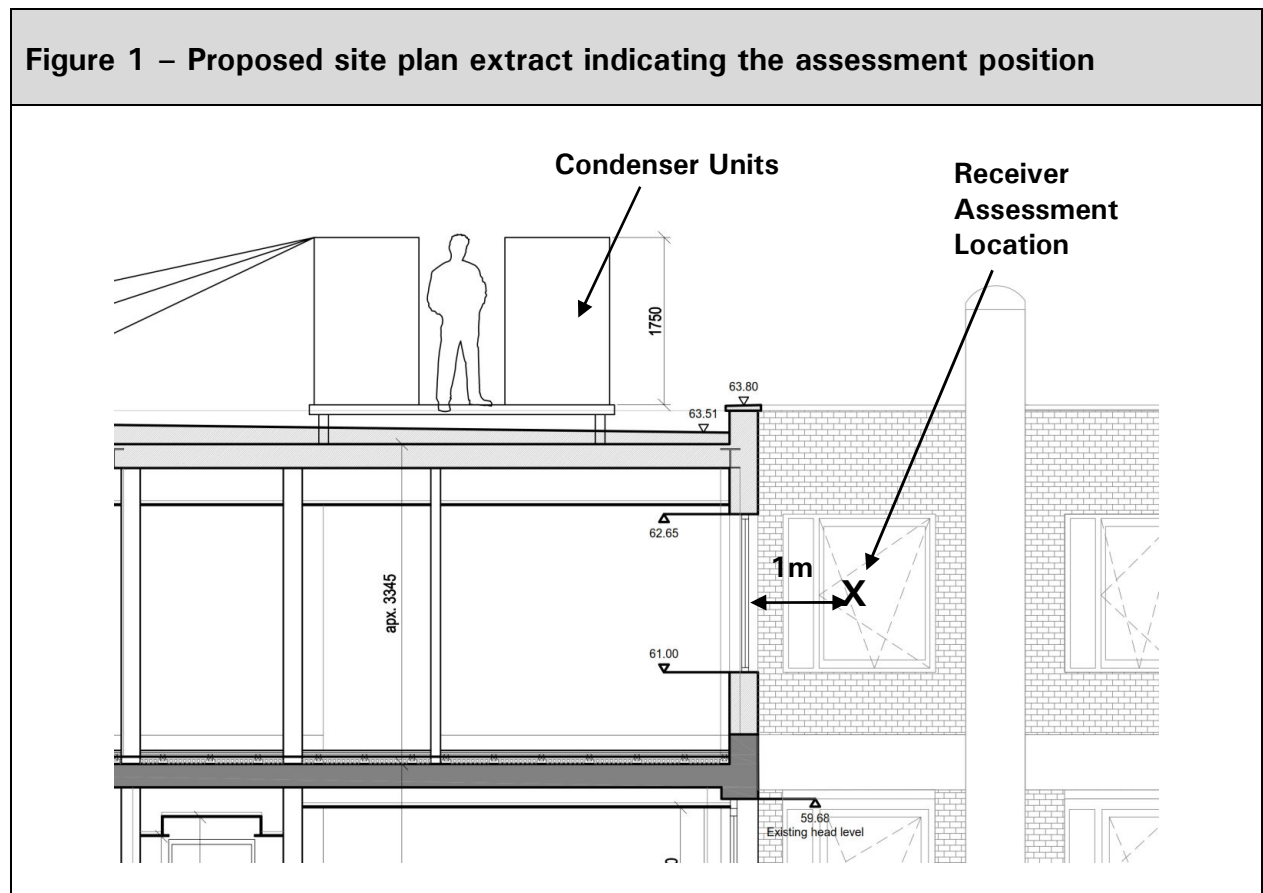 Figure 1 – Proposed site plan extract indicating the assessment position
Condenser Units
Receiver
Assessment
Location
1750
63.80
63.51
62.65
1m
X
apx. 3345
61.00
59.68
Existing head level